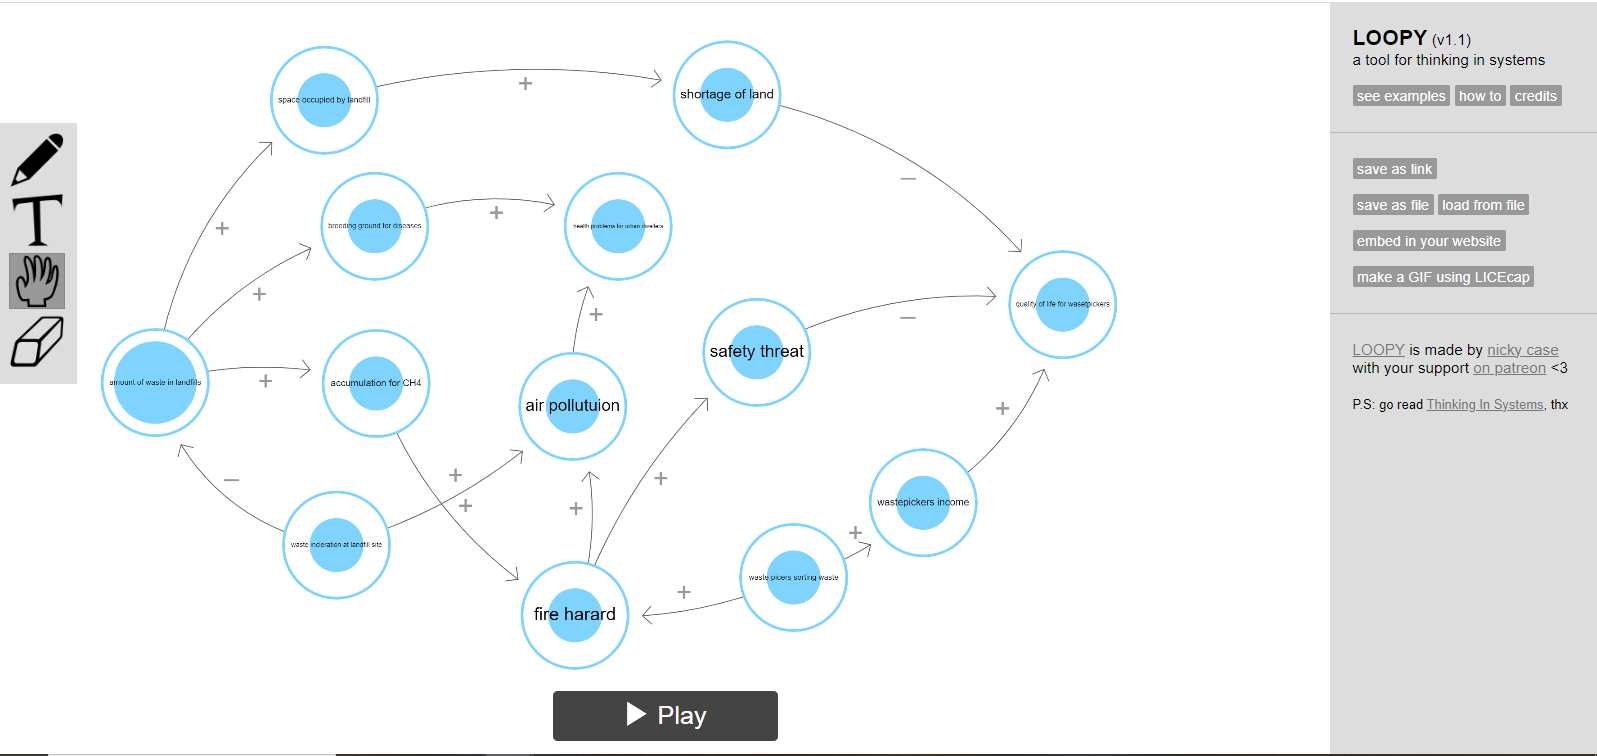 space occupied by landfill
+
shortage of land
–
breeding ground for diseases
+
health problems for urban dwellers
+
+
amount of waste in landfills
+
accumulation for CH4
air pollutuion
+
safety threat
–
quality of life for wasetpickers
–
+
+
+
+
wastepickers income
+
waste incleration at landfill site
waste picers sorting waste
+
+
fire harard
Play
LOOPY (v1.1)
a tool for thinking in systems
see examples how to credits
save as link
save as file load from file
embed in your website
make a GIF using LICEcap
LOOPY is made by nicky case
with your support on patreon <3
P.S: go read Thinking In Systems, thx